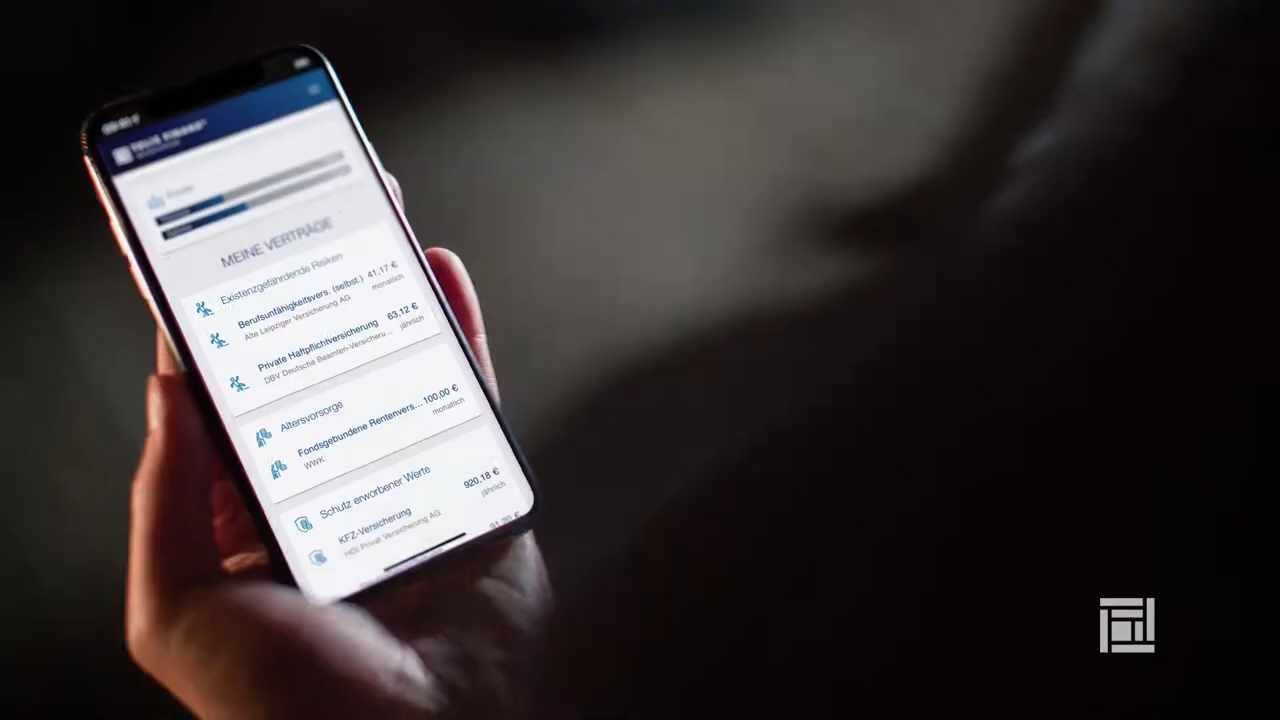 TELIS FINANZ
MEINE VERTRÄGE
Existenzgefährdende Risiken
Berufsunfähigkeitsvers. (selbst.) 41,17 €
Alte Leipziger Versicherung AG monatlich
Private Haftpflichtversicherung 63,12 €
DBV Deutsche Beamten-Versicheru... jährlich
Altersvorsorge
Fondsgebundene Rentenvers... 100,00 €
WWK monatlich
Schutz erworbener Werte
KFZ-Versicherung 920,18 €
HDI Privat Versicherung AG jährlich